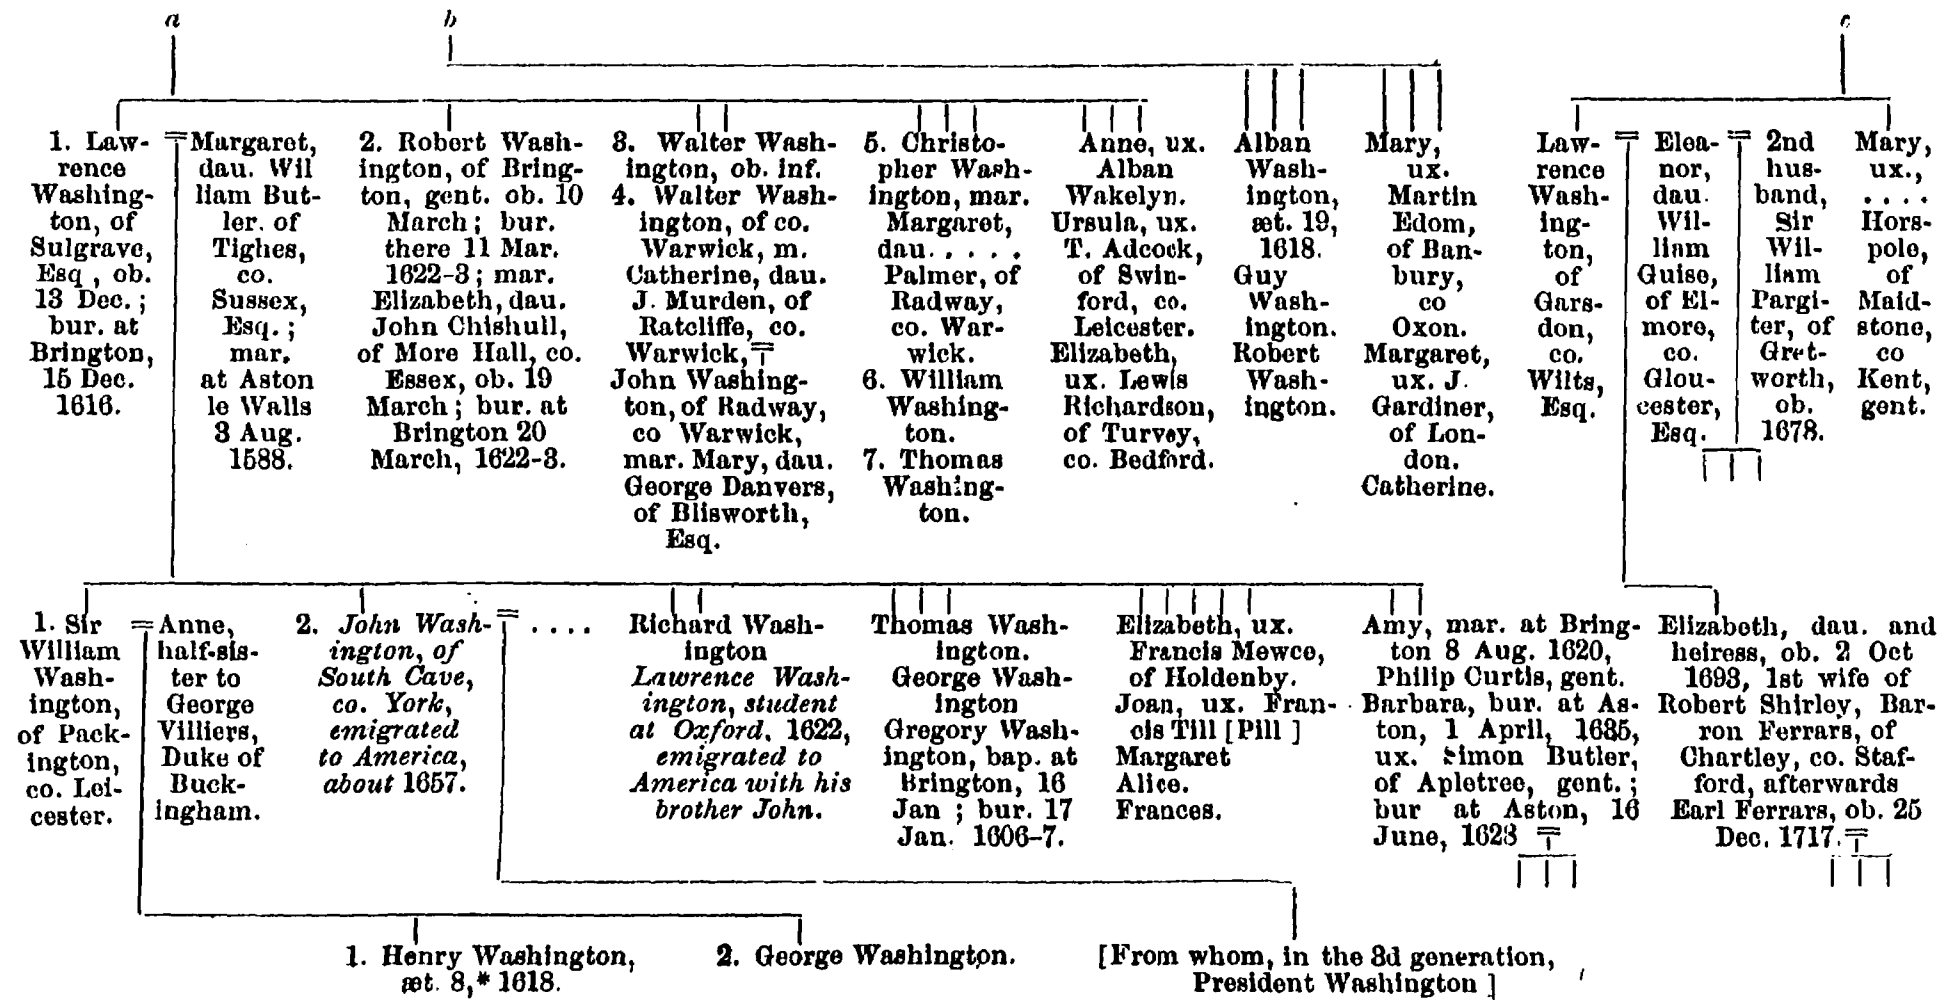 a
b
c
1. Law-
rence
Washing-
ton, of
Sulgrave,
Esq , ob.
13 Dec. ;
bur. at
Brington,
15 Dec.
1616.
= Margaret,
dau. Wil
liam But-
ler. of
Tighes,
co.
Sussex,
Esq. ;
mar.
at Aston
le Walls
3 Aug.
1588.
2. Robert Wash-
ington, of Bring-
ton, gent. ob. 10
March ; bur.
there 11 Mar.
1622-3 ; mar.
Elizabeth, dau.
John Chishull,
of More Hall, co.
Essex, ob. 19
March ; bur. at
Brington 20
March, 1622-3.
3. Walter Wash-
ington, ob. inf.
4. Walter Wash-
ington, of co.
Warwick, m.
Catherine, dau.
J. Murden, of
Ratcliffe, co.
Warwick, =
John Washing-
ton, of Radway,
co Warwick,
mar. Mary, dau.
George Danvers,
of Blisworth,
Esq.
5. Christo-
pher Wash-
ington, mar.
Margaret,
dau. . . . .
Palmer, of
Radway,
co. War-
wick.
6. William
Washing-
ton.
7. Thomas
Washing-
ton.
Anne, ux.
Alban
Wakelyn.
Ursula, ux.
T. Adcock,
of Swin-
ford, co.
Leicester.
Elizabeth,
ux. Lewis
Richardson,
of Turvey,
co. Bedford.
Alban
Wash-
ington,
æt. 19,
1618.
Guy
Wash-
ington.
Robert
Wash-
ington.
Mary,
ux.
Martin
Edom,
of Ban-
bury,
co
Oxon.
Margaret,
ux. J.
Gardiner,
of Lon-
don.
Catherine.
Law-
rence
Wash-
ing-
ton,
of
Gars-
don,
co.
Wilts,
Esq.
= Elea-
nor,
dau.
Wil-
liam
Guise,
of El-
more,
co.
Glou-
cester,
Esq.
= 2nd
hus-
band,
Sir
Wil-
liam
Pargi-
ter, of
Gret-
worth,
ob.
1678.
Mary,
ux.,
. . . .
Hors-
pole,
of
Maid-
stone,
co
Kent,
gent.
1. Sir
William
Wash-
ington,
of Pack-
ington,
co. Lei-
cester.
= Anne,
half-sis-
ter to
George
Villiers,
Duke of
Buck-
ingham.
2. John Wash-
ington, of
South Cave,
co. York,
emigrated
to America,
about 1657.
= . . . .
Richard Wash-
ington
Lawrence Wash-
ington, student
at Oxford, 1622,
emigrated to
America with his
brother John.
Thomas Wash-
ington.
George Wash-
ington
Gregory Wash-
ington, bap. at
Brington, 16
Jan ; bur. 17
Jan. 1606-7.
Elizabeth, ux.
Francis Mewce,
of Holdenby.
Joan, ux. Fran-
cis Till [Pill ]
Margaret
Alice.
Frances.
Amy, mar. at Bring-
ton 8 Aug. 1620,
Philip Curtis, gent.
Barbara, bur. at As-
ton, 1 April, 1635,
ux. Simon Butler,
of Apletree, gent. ;
bur at Aston, 16
June, 1628 =
Elizabeth, dau. and
heiress, ob. 2 Oct
1693, 1st wife of
Robert Shirley, Bar-
ron Ferrars, of
Chartley, co. Staf-
ford, afterwards
Earl Ferrars, ob. 25
Dec. 1717. =
1. Henry Washington,
æt. 8,* 1618.
2. George Washington.
[From whom, in the 3d generation,
President Washington ]